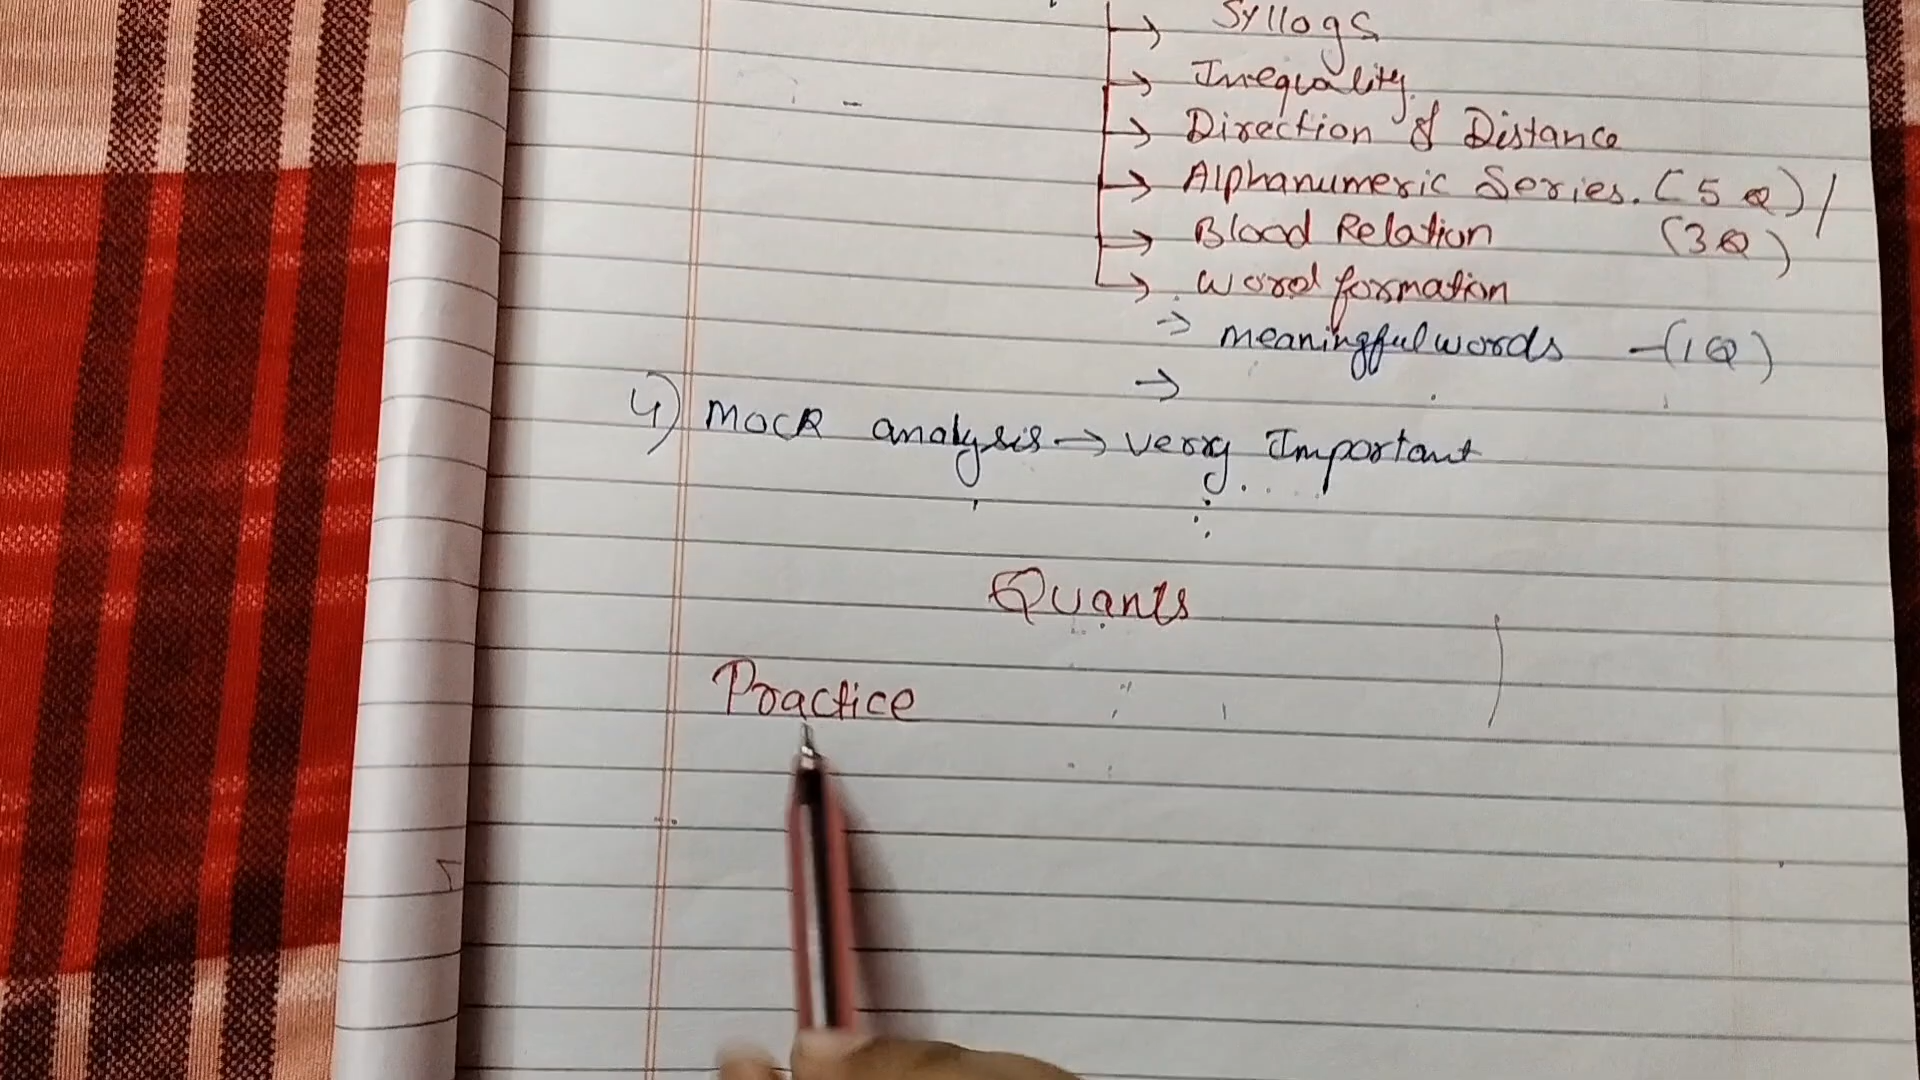 → Syllogs
→ Inequality.
→ Direction & Distance
→ Alphanumeric Series. (5 Q) /
→ Blood Relation (3Q)
→ word formation
→ meaningful words - (1Q)
→
4) Mock analysis → very Important
Quants
Practice